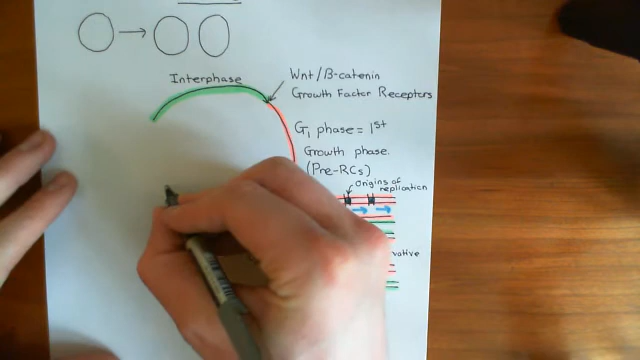 Interphase
Wnt/β-catenin
Growth Factor Receptors
G1 phase = 1st
Growth phase.
(Pre-RCs)
Origins of
replication